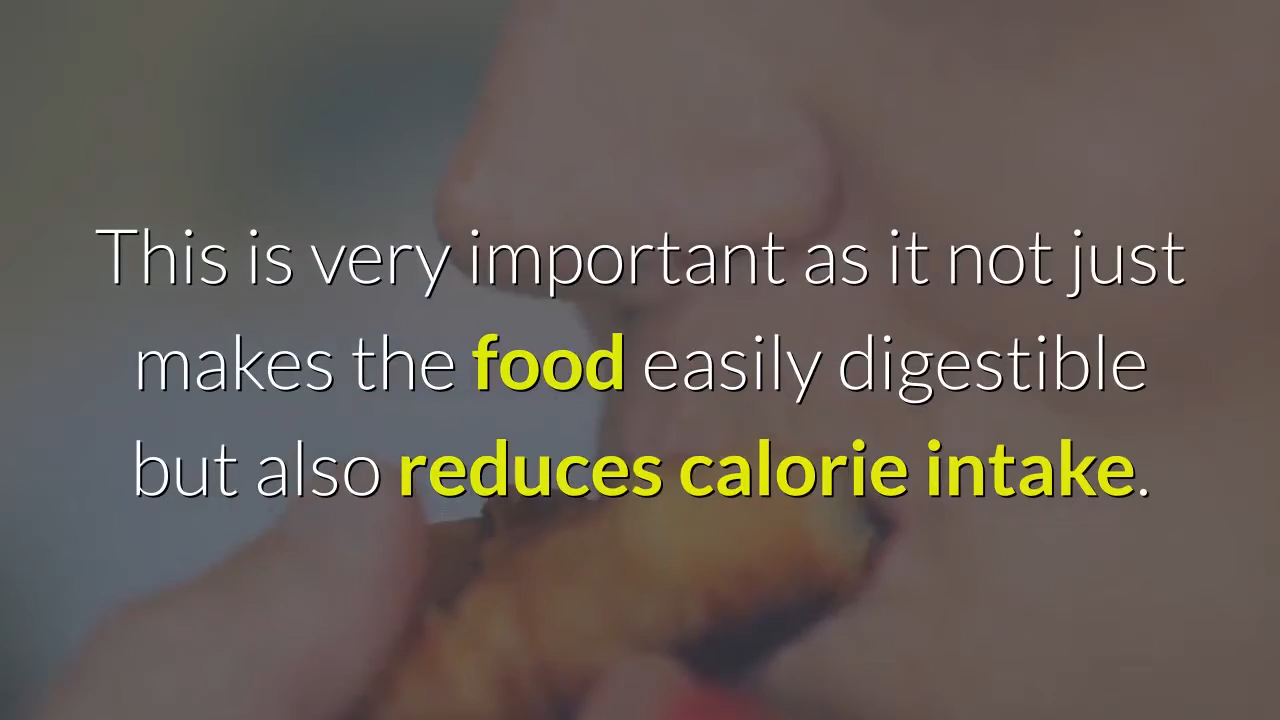 This is very important as it not just
makes the food easily digestible
but also reduces calorie intake.